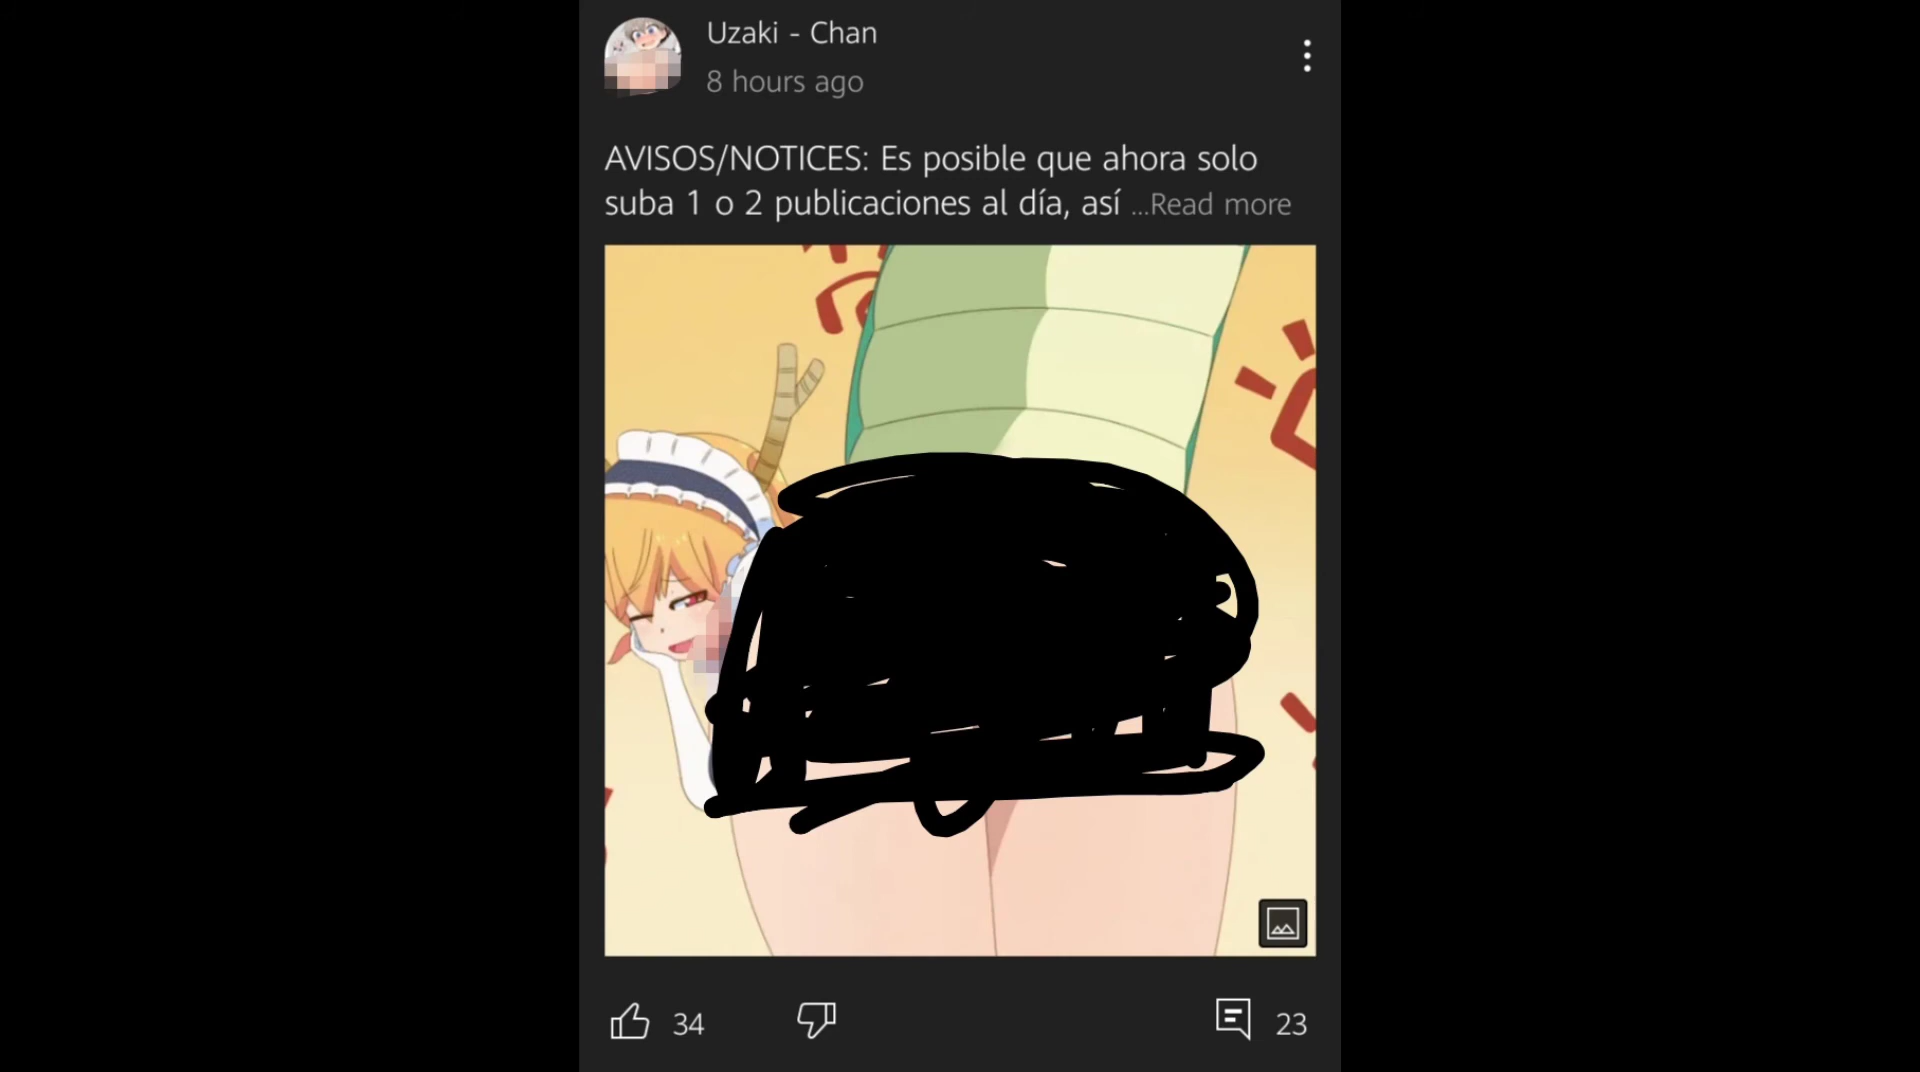 Uzaki - Chan
8 hours ago
AVISOS/NOTICES: Es posible que ahora solo
suba 1 o 2 publicaciones al día, así ...Read more
34
23